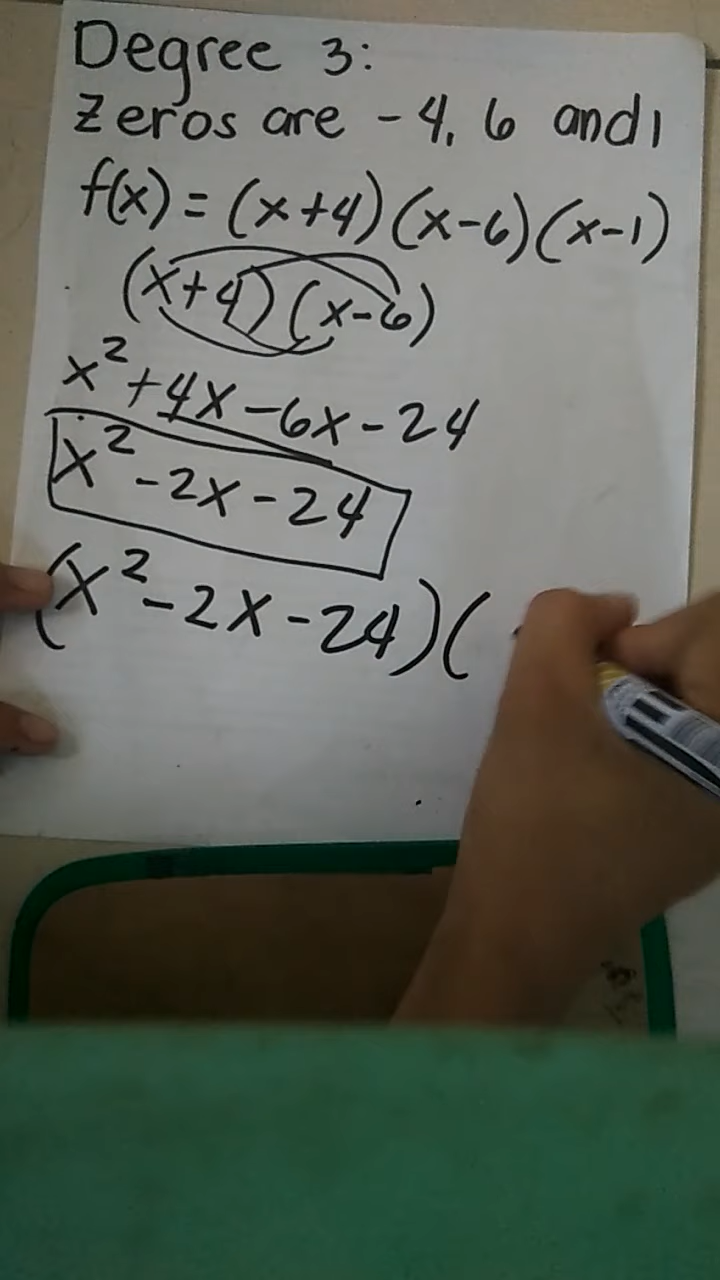 Degree 3:
Zeros are -4, 6 and 1
f(x) = (x+4)(x-6)(x-1)
(x+4)(x-6)
x²+4x-6x-24
x²-2x-24
(x²-2x-24)(